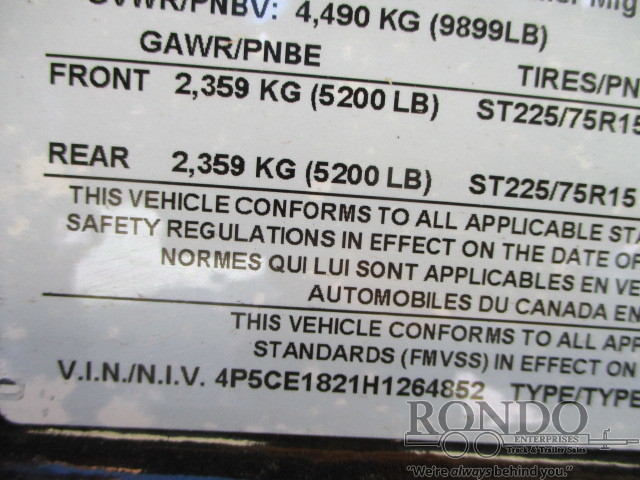 GVWR/PNBV: 4,490 KG (9899LB)
GAWR/PNBE
TIRES/PN
FRONT 2,359 KG (5200 LB) ST225/75R15
REAR 2,359 KG (5200 LB) ST225/75R15
THIS VEHICLE CONFORMS TO ALL APPLICABLE STA
SAFETY REGULATIONS IN EFFECT ON THE DATE OF
NORMES QUI LUI SONT APPLICABLES EN VE
AUTOMOBILES DU CANADA EN
THIS VEHICLE CONFORMS TO ALL APP
STANDARDS (FMVSS) IN EFFECT ON
V.I.N./N.I.V. 4P5CE1821H1264852 TYPE/TYPE
RONDO
ENTERPRISES
Truck & Trailer Sales
"We're always behind you."